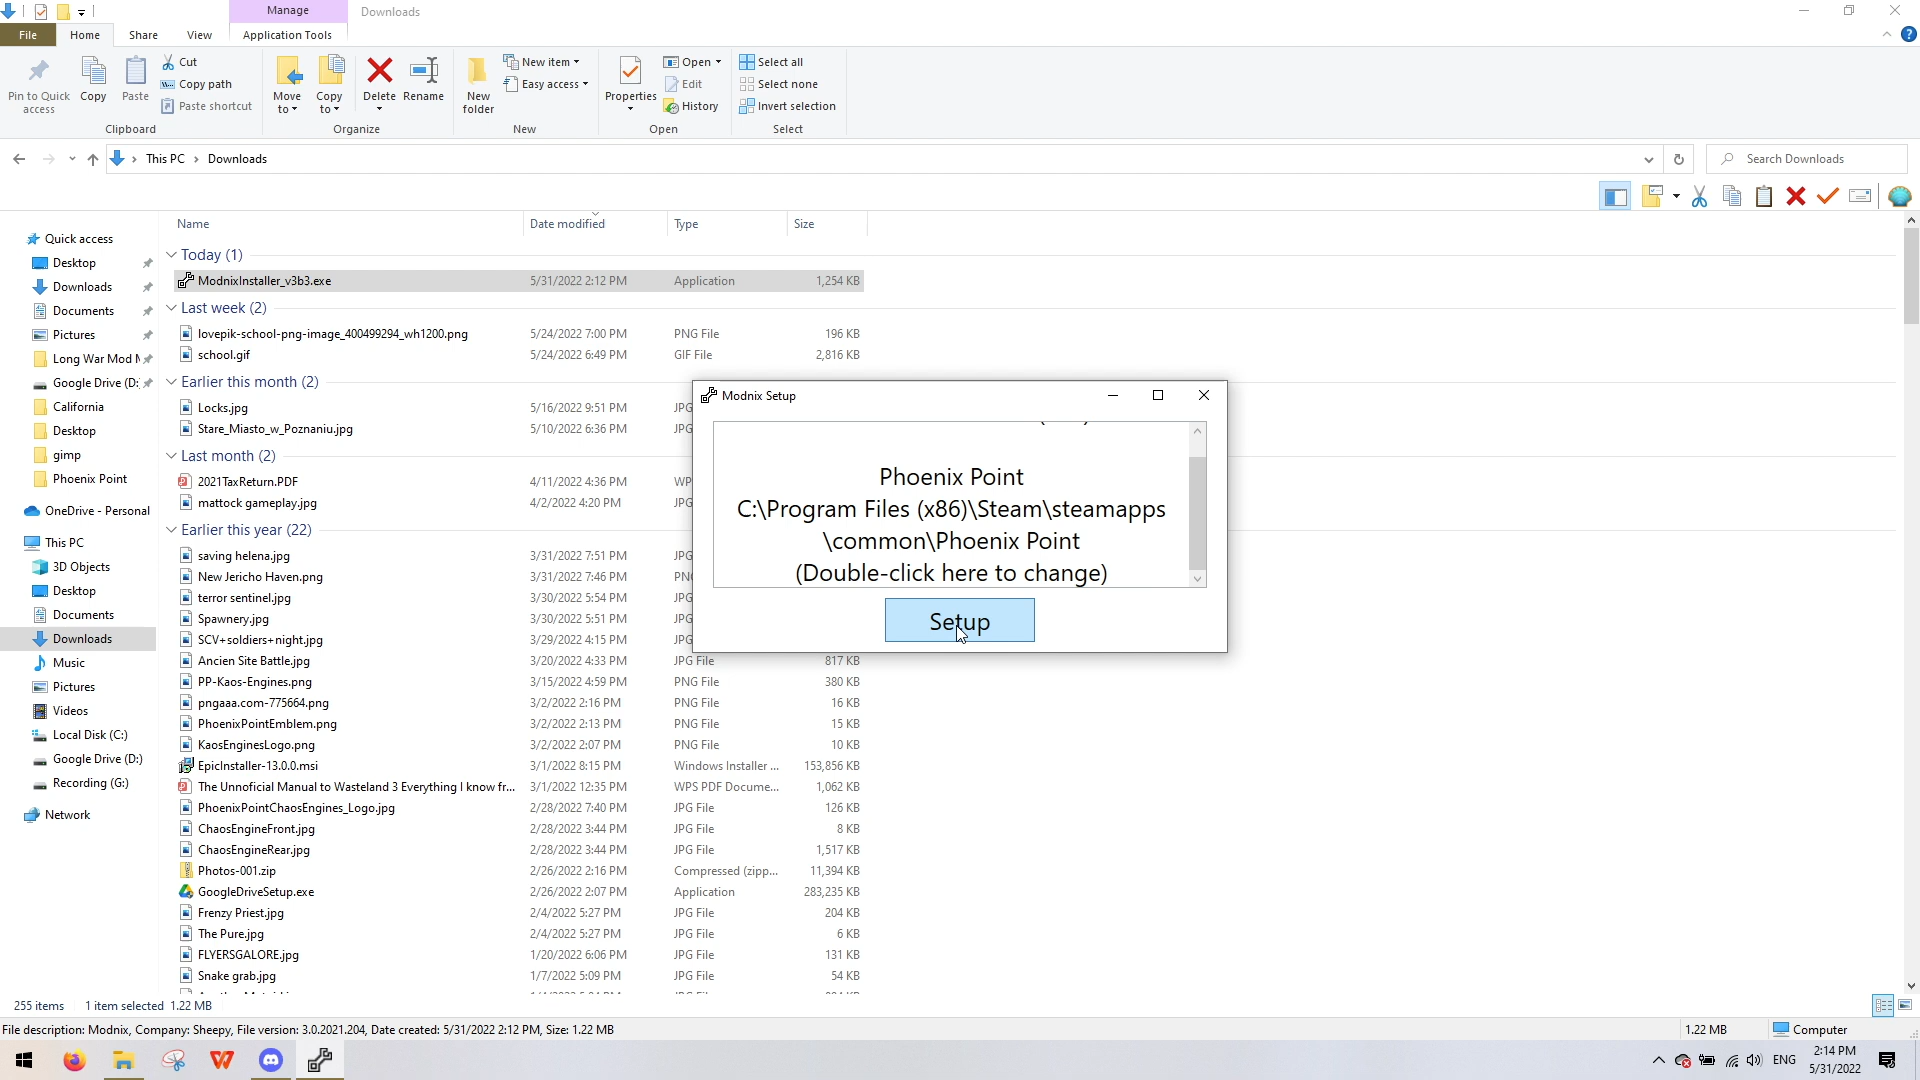 Manage
Downloads
File
Home
Share
View
Application Tools
Pin to Quick access
Copy
Paste
Cut
Copy path
Paste shortcut
Clipboard
Move to
Copy to
Delete
Rename
Organize
New folder
New item
Easy access
New
Properties
Open
Edit
History
Open
Select all
Select none
Invert selection
Select
This PC
Downloads
Search Downloads
Name
Date modified
Type
Size
Quick access
Desktop
Downloads
Documents
Pictures
Long War Mod
Google Drive (D:
California
Desktop
gimp
Phoenix Point
OneDrive - Personal
This PC
3D Objects
Desktop
Documents
Downloads
Music
Pictures
Videos
Local Disk (C:)
Google Drive (D:)
Recording (G:)
Network
Today (1)
ModnixInstaller_v3b3.exe 5/31/2022 2:12 PM Application 1,254 KB
Last week (2)
lovepik-school-png-image_400499294_wh1200.png 5/24/2022 7:00 PM PNG File 196 KB
school.gif 5/24/2022 6:49 PM GIF File 2,816 KB
Earlier this month (2)
Locks.jpg 5/16/2022 9:51 PM JPG
Stare_Miasto_w_Poznaniu.jpg 5/10/2022 6:36 PM JPG
Last month (2)
2021TaxReturn.PDF 4/11/2022 4:36 PM WP
mattock gameplay.jpg 4/2/2022 4:20 PM JPG
Earlier this year (22)
saving helena.jpg 3/31/2022 7:51 PM JPG
New Jericho Haven.png 3/31/2022 7:46 PM PN
terror sentinel.jpg 3/30/2022 5:54 PM JPG
Spawnery.jpg 3/30/2022 5:51 PM JPG
SCV+soldiers+night.jpg 3/29/2022 4:15 PM JPG
Ancien Site Battle.jpg 3/20/2022 4:33 PM JPG File 817 KB
PP-Kaos-Engines.png 3/15/2022 4:59 PM PNG File 380 KB
pngaaa.com-775664.png 3/2/2022 2:16 PM PNG File 16 KB
PhoenixPointEmblem.png 3/2/2022 2:13 PM PNG File 15 KB
KaosEnginesLogo.png 3/2/2022 2:07 PM PNG File 10 KB
EpicInstaller-13.0.0.msi 3/1/2022 8:15 PM Windows Installer ... 153,856 KB
The Unnoficial Manual to Wasteland 3 Everything I know fr... 3/1/2022 12:35 PM WPS PDF Docume... 1,062 KB
PhoenixPointChaosEngines_Logo.jpg 2/28/2022 7:40 PM JPG File 126 KB
ChaosEngineFront.jpg 2/28/2022 3:44 PM JPG File 8 KB
ChaosEngineRear.jpg 2/28/2022 3:44 PM JPG File 1,517 KB
Photos-001.zip 2/26/2022 2:16 PM Compressed (zipp... 11,394 KB
GoogleDriveSetup.exe 2/26/2022 2:07 PM Application 283,235 KB
Frenzy Priest.jpg 2/4/2022 5:27 PM JPG File 204 KB
The Pure.jpg 2/4/2022 5:27 PM JPG File 6 KB
FLYERSGALORE.jpg 1/20/2022 6:06 PM JPG File 131 KB
Snake grab.jpg 1/7/2022 5:09 PM JPG File 54 KB
Modnix Setup
Phoenix Point
C:\Program Files (x86)\Steam\steamapps
\common\Phoenix Point
(Double-click here to change)
Setup
255 items 1 item selected 1.22 MB
File description: Modnix, Company: Sheepy, File version: 3.0.2021.204, Date created: 5/31/2022 2:12 PM, Size: 1.22 MB
1.22 MB
Computer
ENG
2:14 PM
5/31/2022